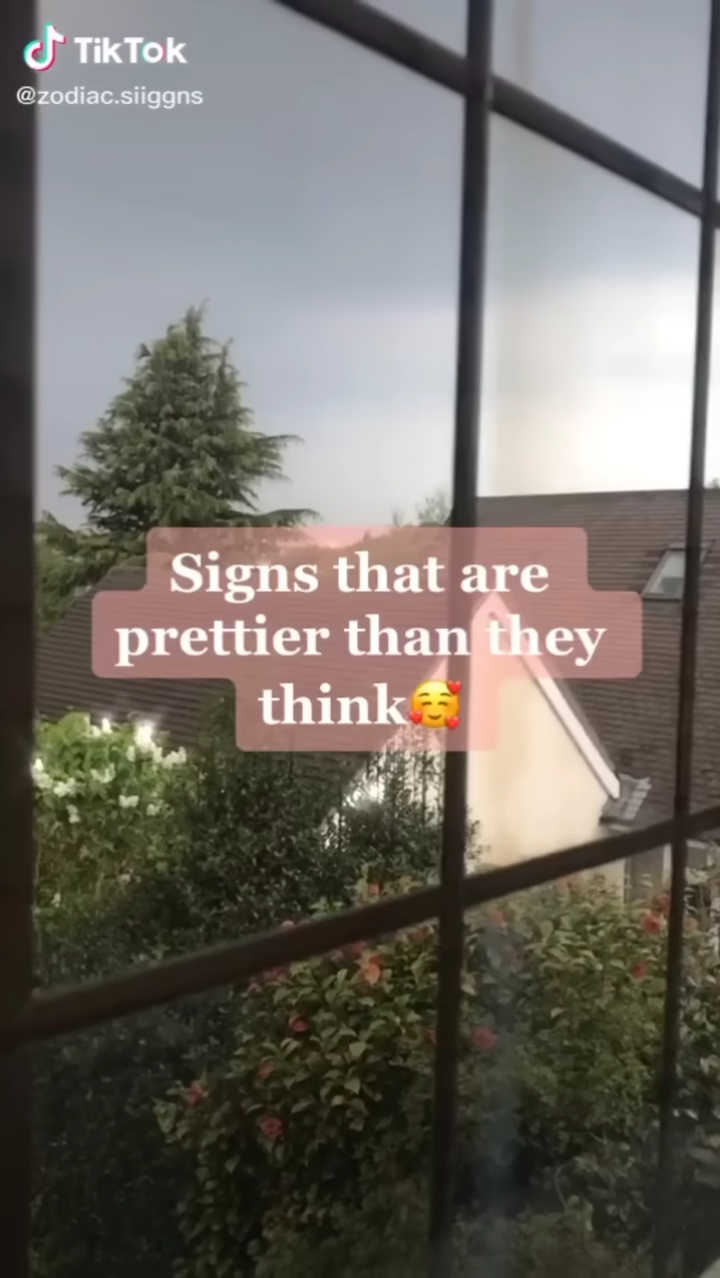 TikTok
@zodiac.siiggns
Signs that are
prettier than they
think🥰